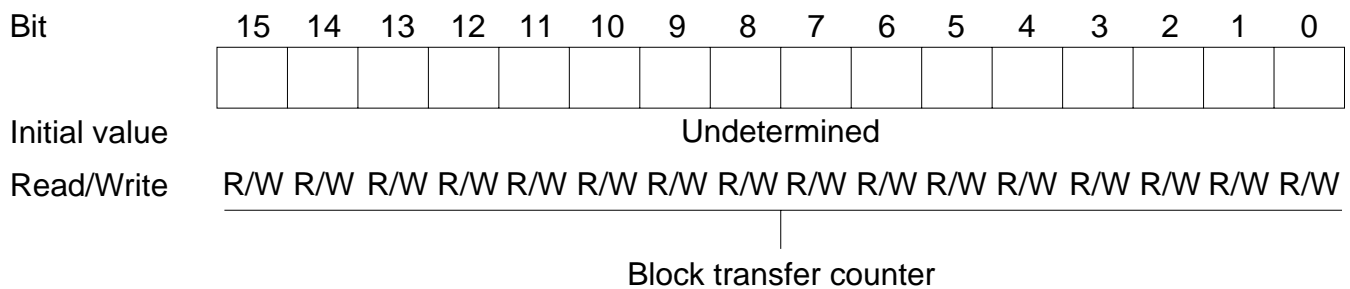 Bit 15 14 13 12 11 10 9 8 7 6 5 4 3 2 1 0
Initial value Undetermined
Read/Write R/W R/W R/W R/W R/W R/W R/W R/W R/W R/W R/W R/W R/W R/W R/W R/W
Block transfer counter